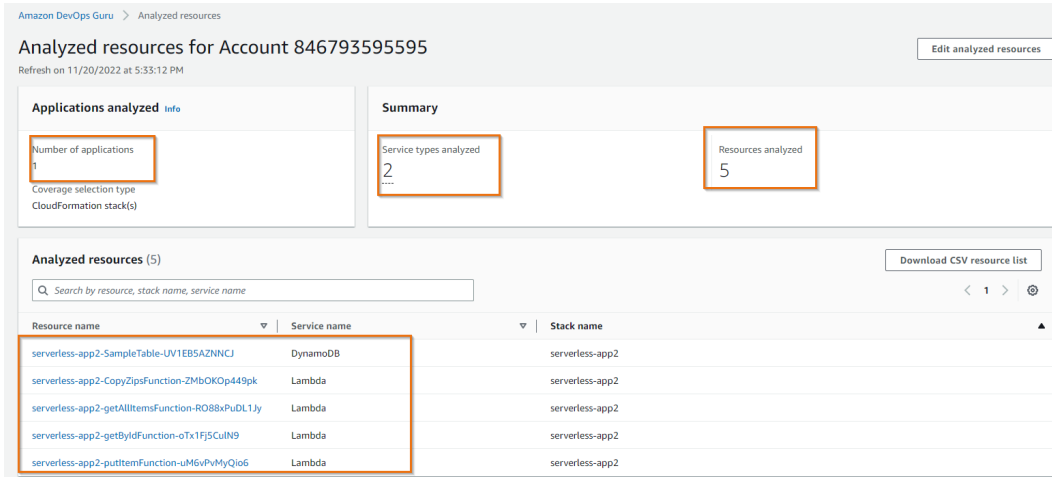 Amazon DevOps Guru > Analyzed resources
Analyzed resources for Account 846793595595
Edit analyzed resources
Refresh on 11/20/2022 at 5:33:12 PM
Applications analyzed Info
Number of applications
1
Coverage selection type
CloudFormation stack(s)
Summary
Service types analyzed
2
Resources analyzed
5
Analyzed resources (5)
Download CSV resource list
Search by resource, stack name, service name
< 1 >
Resource name Service name Stack name
serverless-app2-SampleTable-UV1EB5AZNNCJ DynamoDB serverless-app2
serverless-app2-CopyZipsFunction-ZMbOKOp449pk Lambda serverless-app2
serverless-app2-getAllItemsFunction-RO88xPuDL1Jy Lambda serverless-app2
serverless-app2-getByIdFunction-oTx1Fj5CulN9 Lambda serverless-app2
serverless-app2-putItemFunction-uM6vPvMyQio6 Lambda serverless-app2